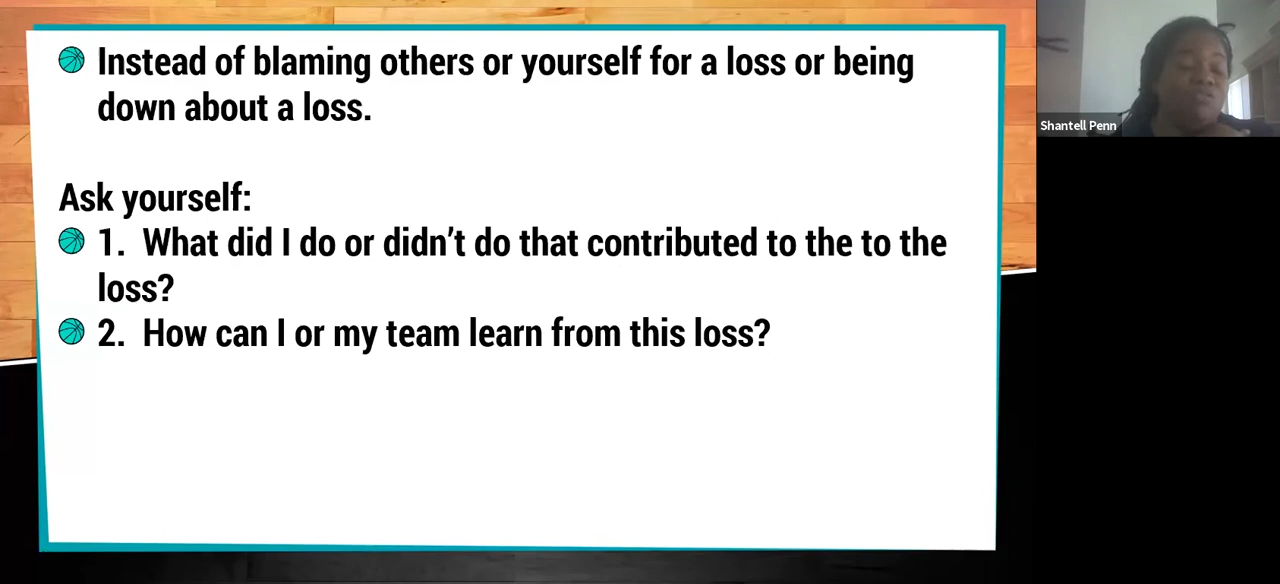 Instead of blaming others or yourself for a loss or being
down about a loss.
Ask yourself:
1. What did I do or didn't do that contributed to the to the
loss?
2. How can I or my team learn from this loss?
Shantell Penn